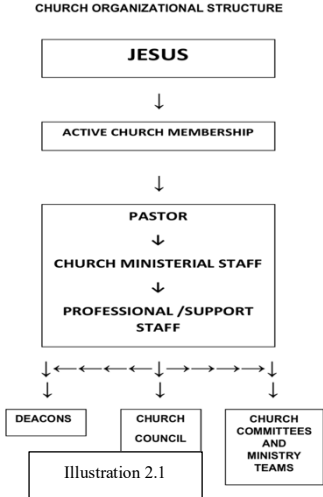 CHURCH ORGANIZATIONAL STRUCTURE
JESUS
ACTIVE CHURCH MEMBERSHIP
PASTOR
CHURCH MINISTERIAL STAFF
PROFESSIONAL /SUPPORT
STAFF
DEACONS
CHURCH
COUNCIL
CHURCH
COMMITTEES
AND
MINISTRY
TEAMS
Illustration 2.1